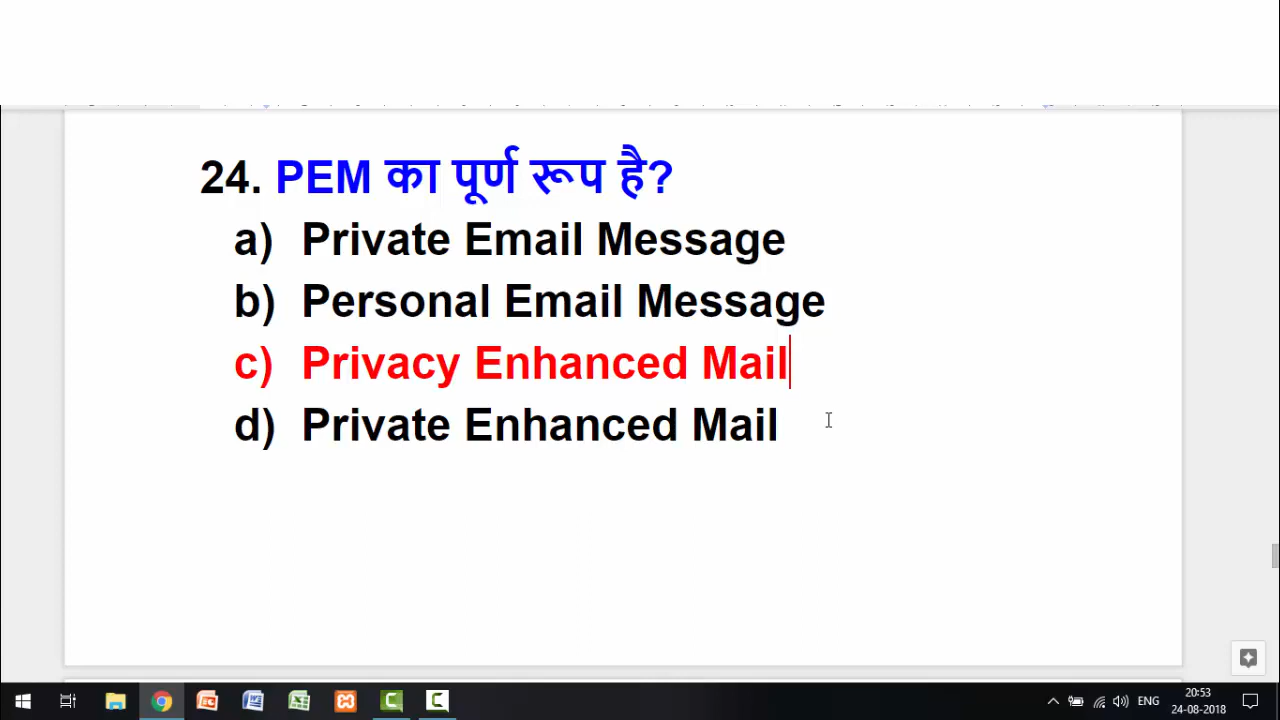 24. PEM का पूर्ण रूप है?
a) Private Email Message
b) Personal Email Message
c) Privacy Enhanced Mail
d) Private Enhanced Mail
ENG
20:53
24-08-2018